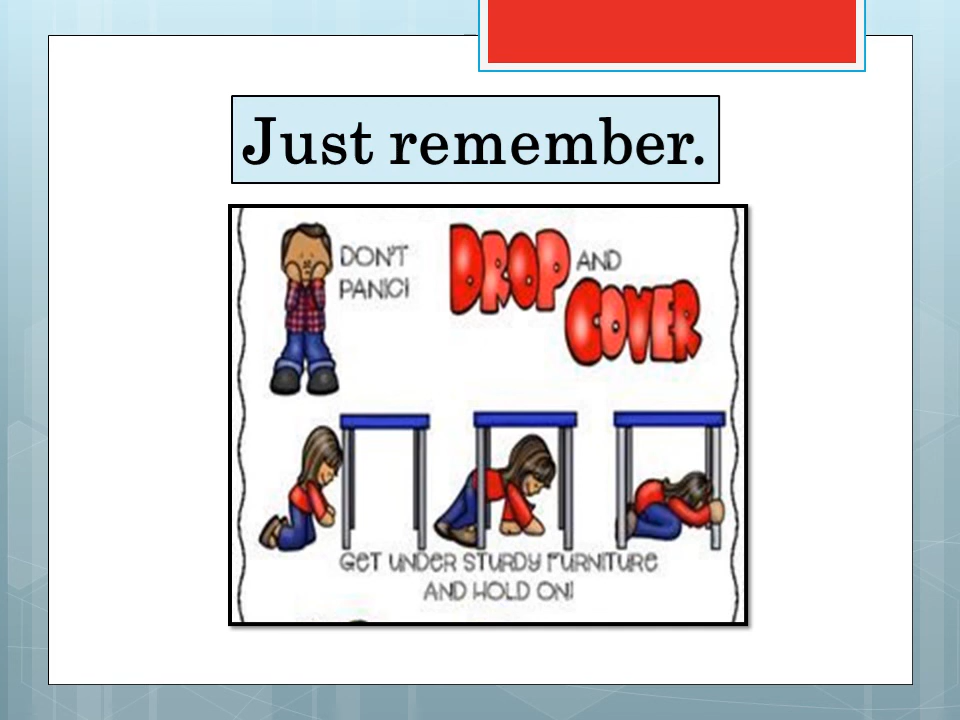 Just remember.
DON'T
PANIC!
DROP AND
COVER
GET UNDER STURDY FURNITURE
AND HOLD ON!